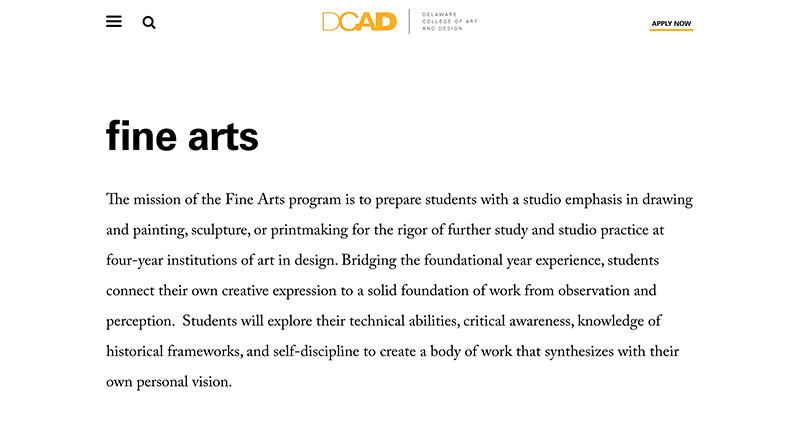 DCAD
DELAWARE
COLLEGE OF ART
AND DESIGN
APPLY NOW
fine arts
The mission of the Fine Arts program is to prepare students with a studio emphasis in drawing
and painting, sculpture, or printmaking for the rigor of further study and studio practice at
four-year institutions of art in design. Bridging the foundational year experience, students
connect their own creative expression to a solid foundation of work from observation and
perception.  Students will explore their technical abilities, critical awareness, knowledge of
historical frameworks, and self-discipline to create a body of work that synthesizes with their
own personal vision.